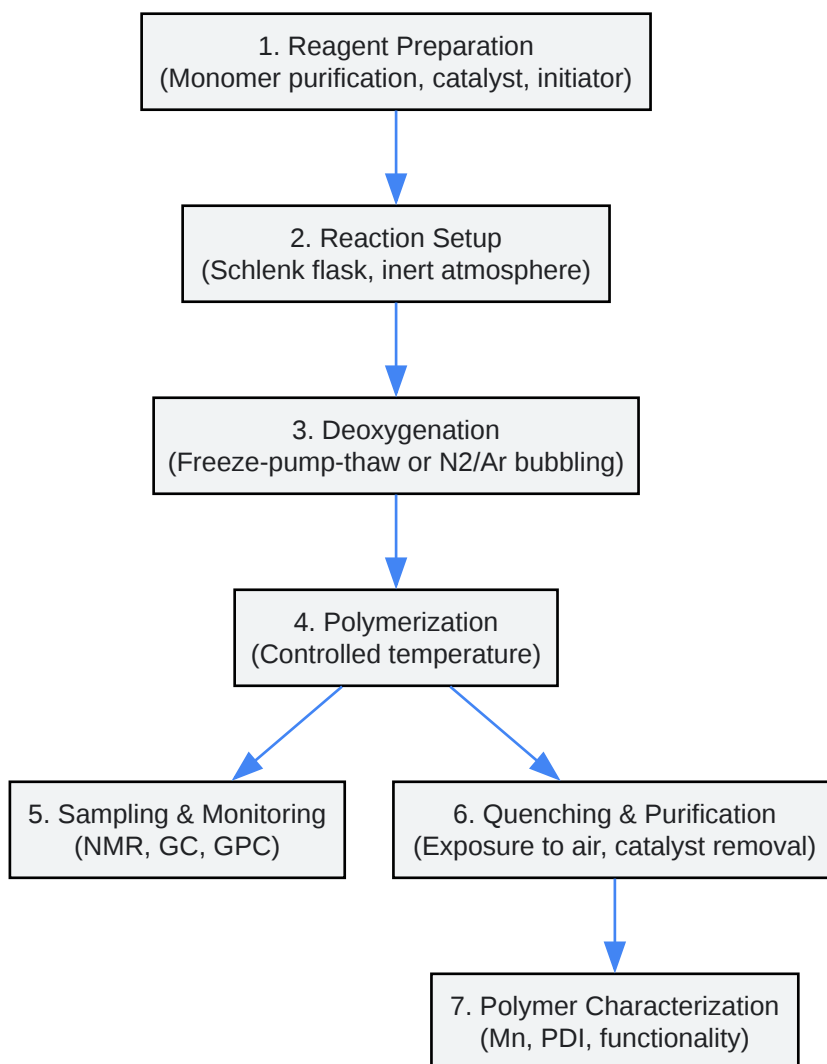 1. Reagent Preparation
(Monomer purification, catalyst, initiator)
2. Reaction Setup
(Schlenk flask, inert atmosphere)
3. Deoxygenation
(Freeze-pump-thaw or N2/Ar bubbling)
4. Polymerization
(Controlled temperature)
5. Sampling & Monitoring
(NMR, GC, GPC)
6. Quenching & Purification
(Exposure to air, catalyst removal)
7. Polymer Characterization
(Mn, PDI, functionality)